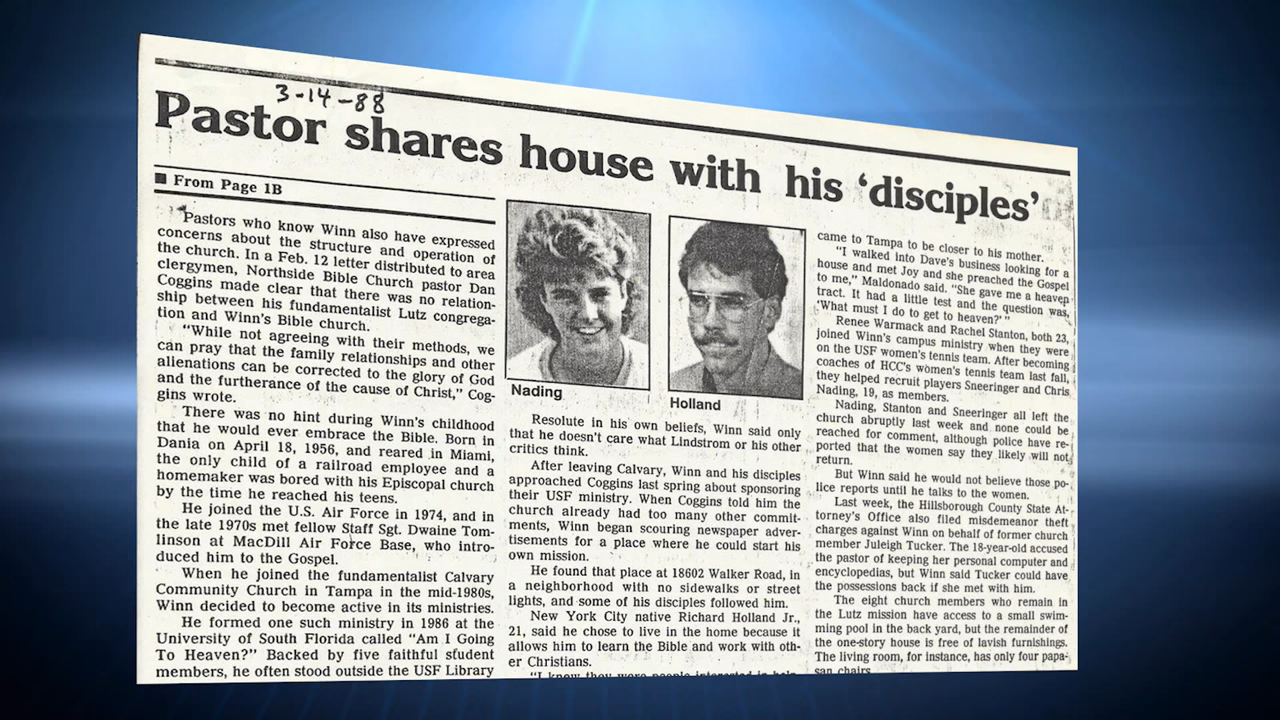 3-14-88
Pastor shares house with his ‘disciples’
■ From Page 1B
Pastors who know Winn also have expressed
concerns about the structure and operation of
the church. In a Feb. 12 letter distributed to area
clergymen, Northside Bible Church pastor Dan
Coggins made clear that there was no relation-
ship between his fundamentalist Lutz congrega-
tion and Winn's Bible church.
"While not agreeing with their methods, we
can pray that the family relationships and other
alienations can be corrected to the glory of God
and the furtherance of the cause of Christ," Cog-
gins wrote.
There was no hint during Winn's childhood
that he would ever embrace the Bible. Born in
Dania on April 18, 1956, and reared in Miami,
the only child of a railroad employee and a
homemaker was bored with his Episcopal church
by the time he reached his teens.
He joined the U.S. Air Force in 1974, and in
the late 1970s met fellow Staff Sgt. Dwaine Tom-
linson at MacDill Air Force Base, who intro-
duced him to the Gospel.
When he joined the fundamentalist Calvary
Community Church in Tampa in the mid-1980s,
Winn decided to become active in its ministries.
He formed one such ministry in 1986 at the
University of South Florida called "Am I Going
To Heaven?" Backed by five faithful student
members, he often stood outside the USF Library
Nading
Holland
Resolute in his own beliefs, Winn said only
that he doesn't care what Lindstrom or his other
critics think.
After leaving Calvary, Winn and his disciples
approached Coggins last spring about sponsoring
their USF ministry. When Coggins told him the
church already had too many other commit-
ments, Winn began scouring newspaper adver-
tisements for a place where he could start his
own mission.
He found that place at 18602 Walker Road, in
a neighborhood with no sidewalks or street
lights, and some of his disciples followed him.
New York City native Richard Holland Jr.,
21, said he chose to live in the home because it
allows him to learn the Bible and work with oth-
er Christians.
"I knew they were people interested in help-
came to Tampa to be closer to his mother.
"I walked into Dave's business looking for a
house and met Joy and she preached the Gospel
to me," Maldonado said. "She gave me a heaven
tract. It had a little test and the question was,
'What must I do to get to heaven?' "
Renee Warmack and Rachel Stanton, both 23,
joined Winn's campus ministry when they were
on the USF women's tennis team. After becoming
coaches of HCC's women's tennis team last fall,
they helped recruit players Sneeringer and Chris
Nading, 19, as members.
Nading, Stanton and Sneeringer all left the
church abruptly last week and none could be
reached for comment, although police have re-
ported that the women say they likely will not
return.
But Winn said he would not believe those po-
lice reports until he talks to the women.
Last week, the Hillsborough County State At-
torney's Office also filed misdemeanor theft
charges against Winn on behalf of former church
member Juleigh Tucker. The 18-year-old accused
the pastor of keeping her personal computer and
encyclopedias, but Winn said Tucker could have
the possessions back if she met with him.
The eight church members who remain in
the Lutz mission have access to a small swim-
ming pool in the back yard, but the remainder of
the one-story house is free of lavish furnishings.
The living room, for instance, has only four papa-
san chairs